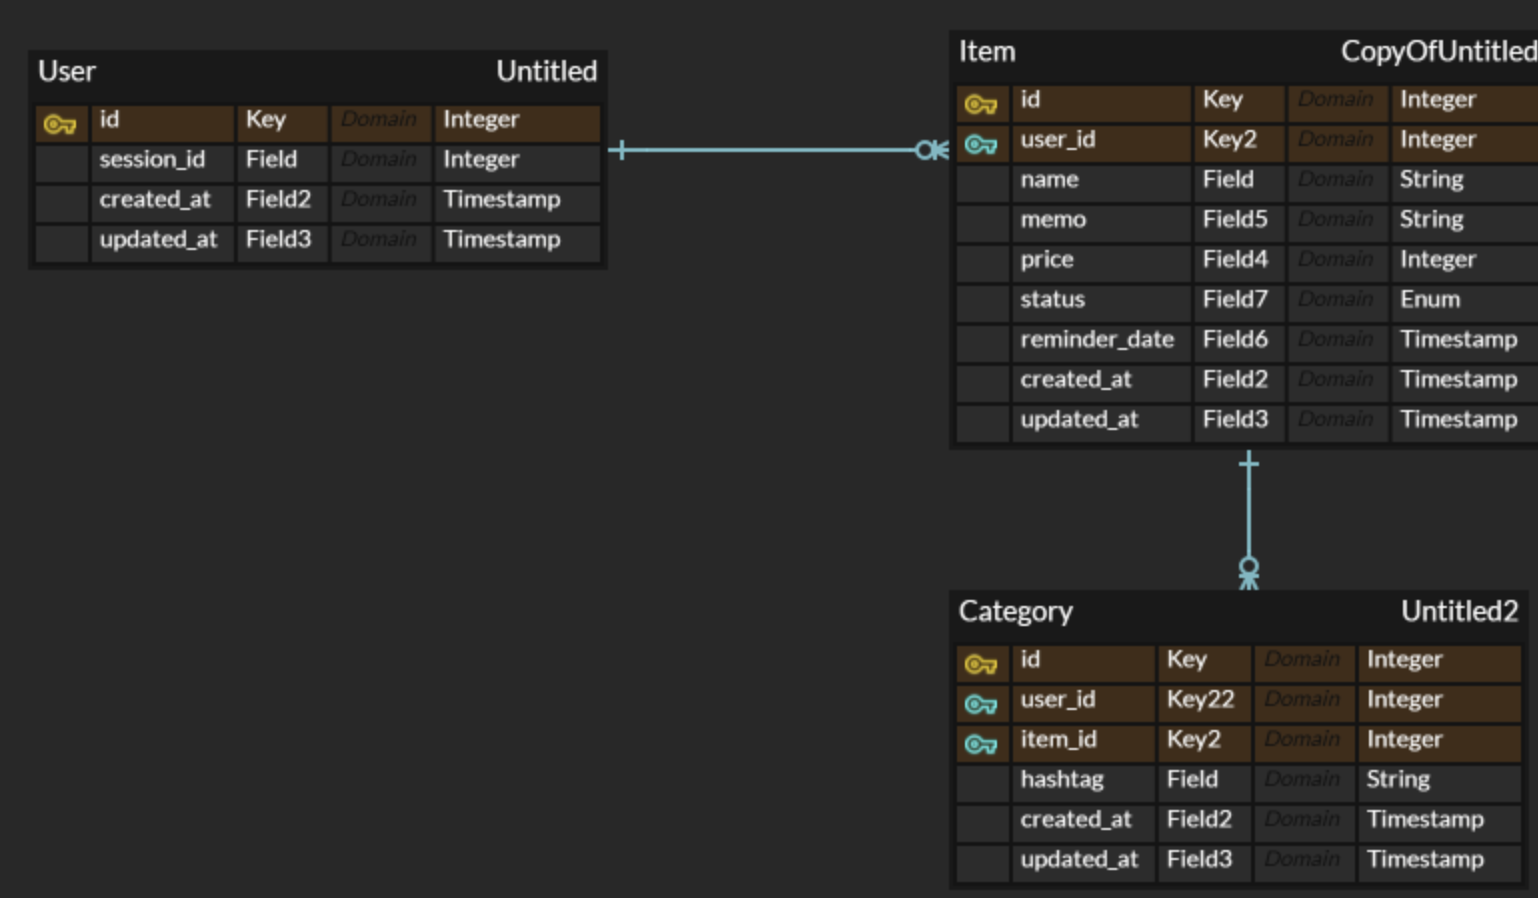 User Untitled
id Key Domain Integer
session_id Field Domain Integer
created_at Field2 Domain Timestamp
updated_at Field3 Domain Timestamp
Item CopyOfUntitled
id Key Domain Integer
user_id Key2 Domain Integer
name Field Domain String
memo Field5 Domain String
price Field4 Domain Integer
status Field7 Domain Enum
reminder_date Field6 Domain Timestamp
created_at Field2 Domain Timestamp
updated_at Field3 Domain Timestamp
Category Untitled2
id Key Domain Integer
user_id Key22 Domain Integer
item_id Key2 Domain Integer
hashtag Field Domain String
created_at Field2 Domain Timestamp
updated_at Field3 Domain Timestamp